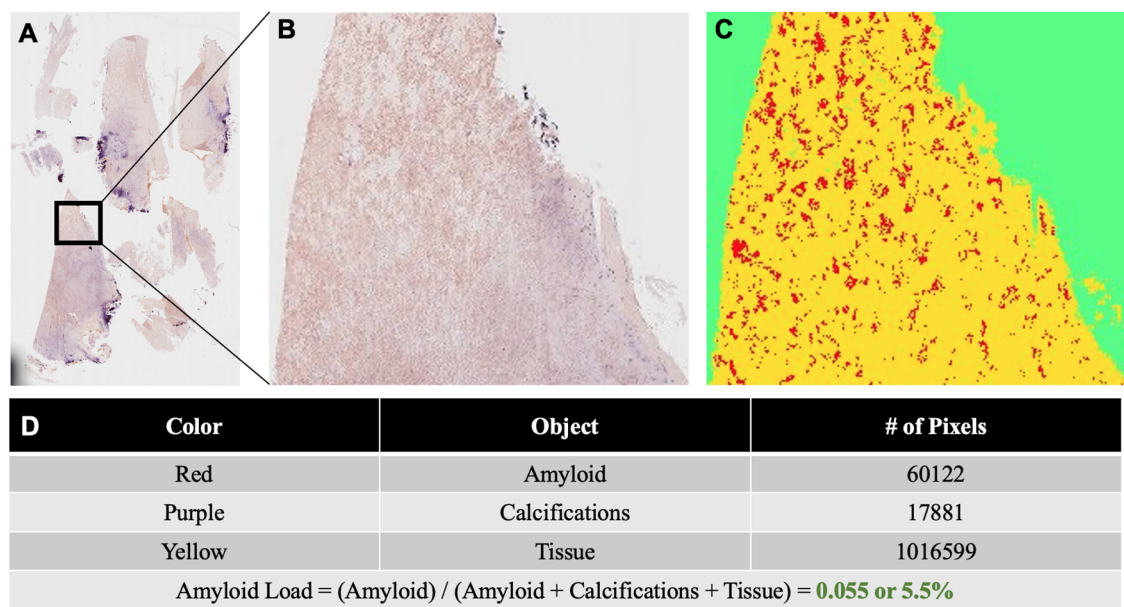 A
B
C
D Color Object # of Pixels
Red Amyloid 60122
Purple Calcifications 17881
Yellow Tissue 1016599
Amyloid Load = (Amyloid) / (Amyloid + Calcifications + Tissue) = 0.055 or 5.5%